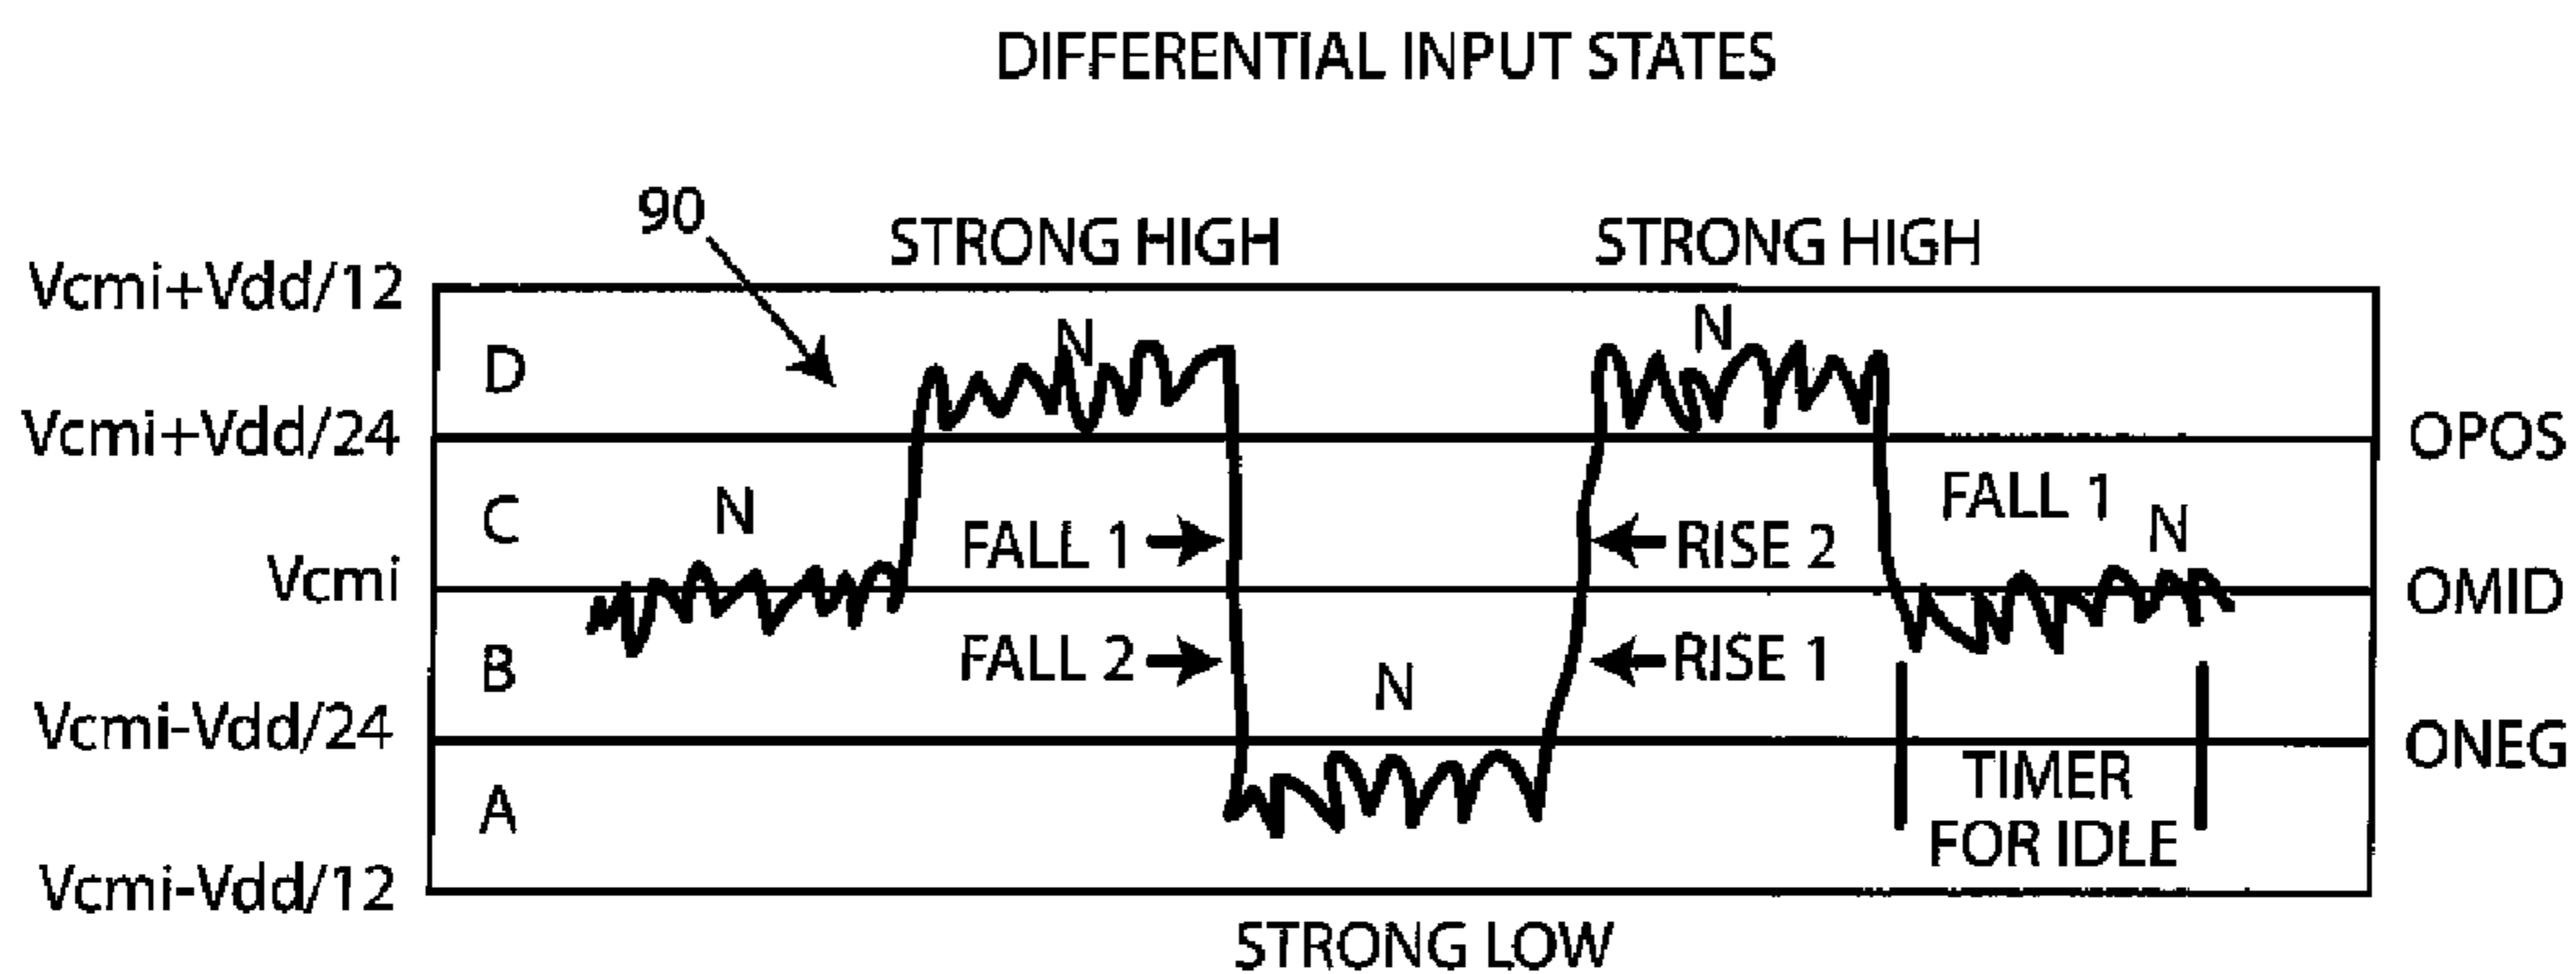 DIFFERENTIAL INPUT STATES
90
STRONG HIGH
STRONG HIGH
Vcmi+Vdd/12
N
N
D
Vcmi+Vdd/24
OPOS
C
N
FALL 1
N
FALL 1
RISE 2
Vcmi
OMID
B
FALL 2
N
RISE 1
Vcmi-Vdd/24
ONEG
A
TIMER
FOR IDLE
Vcmi-Vdd/12
STRONG LOW